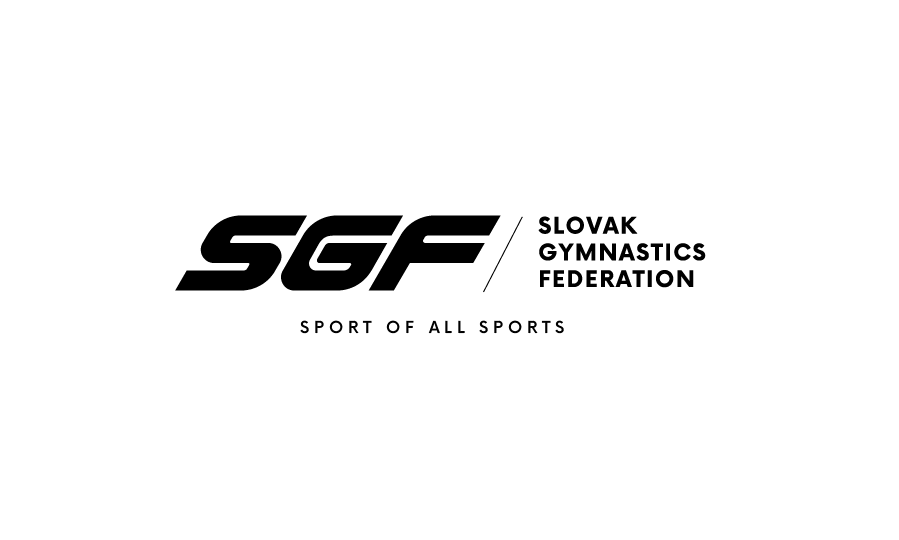 SGF
SLOVAK
GYMNASTICS
FEDERATION
SPORT OF ALL SPORTS